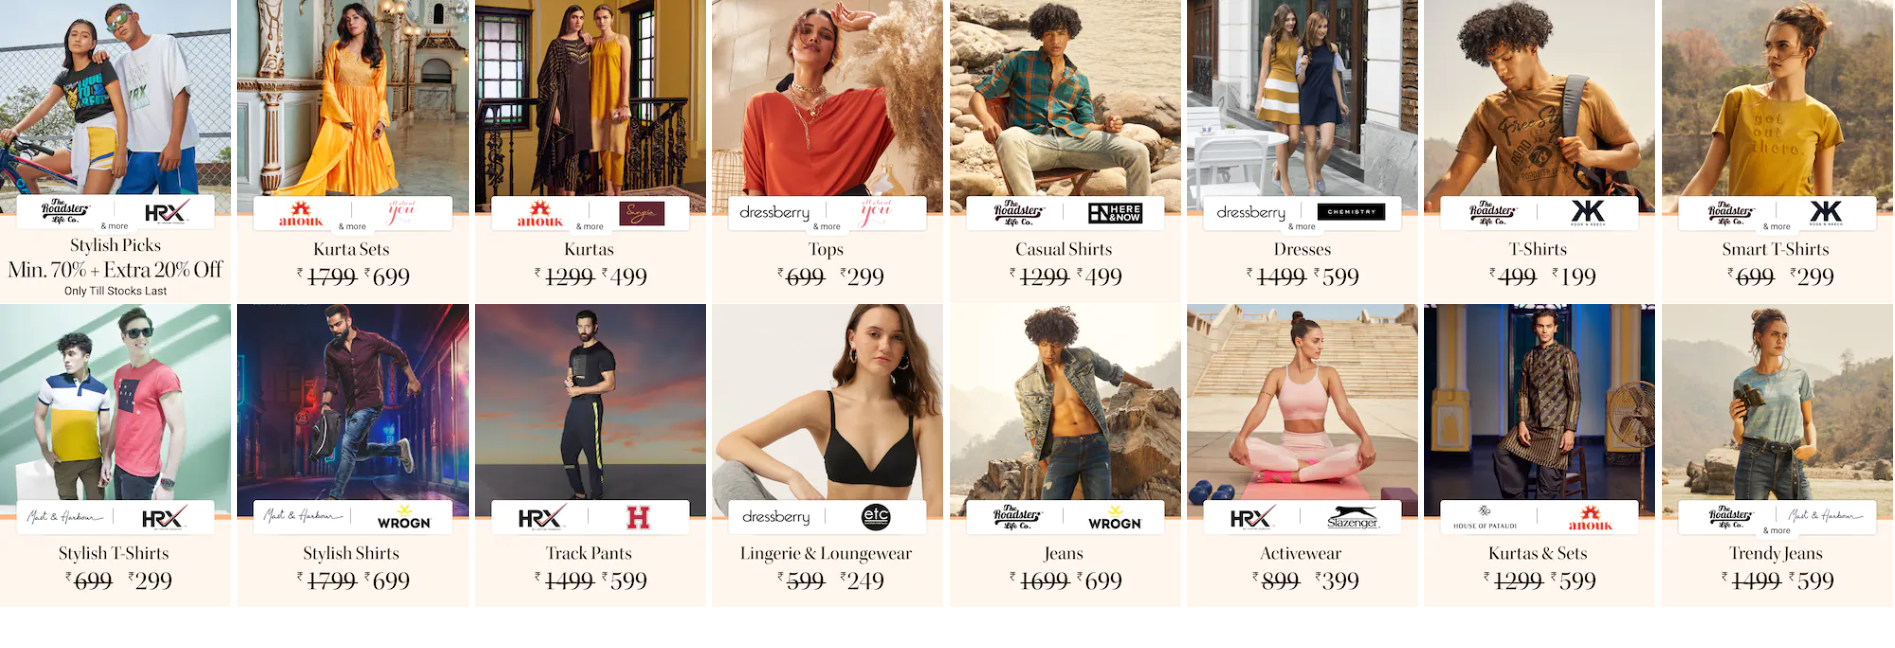 The Roadster Life Co.
HRX
& more
Stylish Picks
Min. 70% + Extra 20% Off
Only Till Stocks Last
anouk
all about you
& more
Kurta Sets
₹1799 ₹699
anouk
Sangria
& more
Kurtas
₹1299 ₹499
dressberry
all about you
& more
Tops
₹699 ₹299
The Roadster Life Co.
HERE & NOW
Casual Shirts
₹1299 ₹499
dressberry
CHEMISTRY
& more
Dresses
₹1499 ₹599
The Roadster Life Co.
T-Shirts
₹499 ₹199
got
out
there.
The Roadster Life Co.
& more
Smart T-Shirts
₹699 ₹299
Mast & Harbour
HRX
Stylish T-Shirts
₹699 ₹299
Mast & Harbour
WROGN
Stylish Shirts
₹1799 ₹699
HRX
H
Track Pants
₹1499 ₹599
dressberry
etc
Lingerie & Loungewear
₹599 ₹249
The Roadster Life Co.
WROGN
Jeans
₹1699 ₹699
HRX
Slazenger
Activewear
₹899 ₹399
HOUSE OF PATAUDI
anouk
Kurtas & Sets
₹1299 ₹599
The Roadster Life Co.
Mast & Harbour
& more
Trendy Jeans
₹1499 ₹599